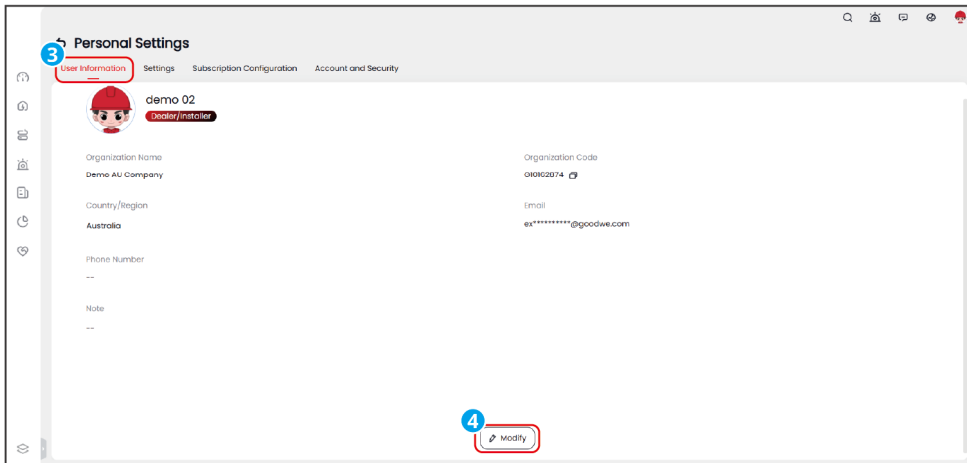 Personal Settings
3
User Information Settings Subscription Configuration Account and Security
demo 02
Dealer/Installer
Organization Name Organization Code
Demo AU Company G10162874
Country/Region Email
Australia ex**********@goodwe.com
Phone Number
--
Note
--
4
Modify